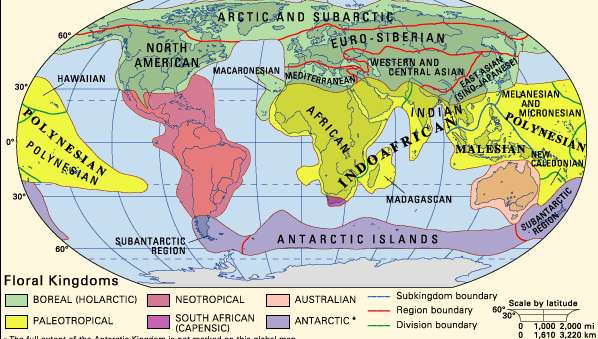 ARCTIC AND SUBARCTIC
60°
NORTH
AMERICAN
EURO-SIBERIAN
MACARONESIAN
MEDITERRANEAN
WESTERN AND
CENTRAL ASIAN
EAST ASIAN
(SINO-JAPANESE)
HAWAIIAN
30°
POLYNESIAN
POLYNESIAN
0°
AFRICAN
INDIAN
INDOAFRICAN
MELANESIAN
AND
MICRONESIAN
POLYNESIAN
MALESIAN
NEW
CALEDONIAN
MADAGASCAN
30°
SUBANTARCTIC
REGION
ANTARCTIC ISLANDS
SUBANTARCTIC
REGION
60°
Floral Kingdoms
BOREAL (HOLARCTIC)
NEOTROPICAL
AUSTRALIAN
PALEOTROPICAL
SOUTH AFRICAN
(CAPENSIC)
ANTARCTIC *
Subkingdom boundary
Region boundary
Division boundary
Scale by latitude
60°
30°
0 1,000 2,000 mi
0 1,610 3,220 km
* The full extent of the Antarctic Kingdom is not marked on this global map